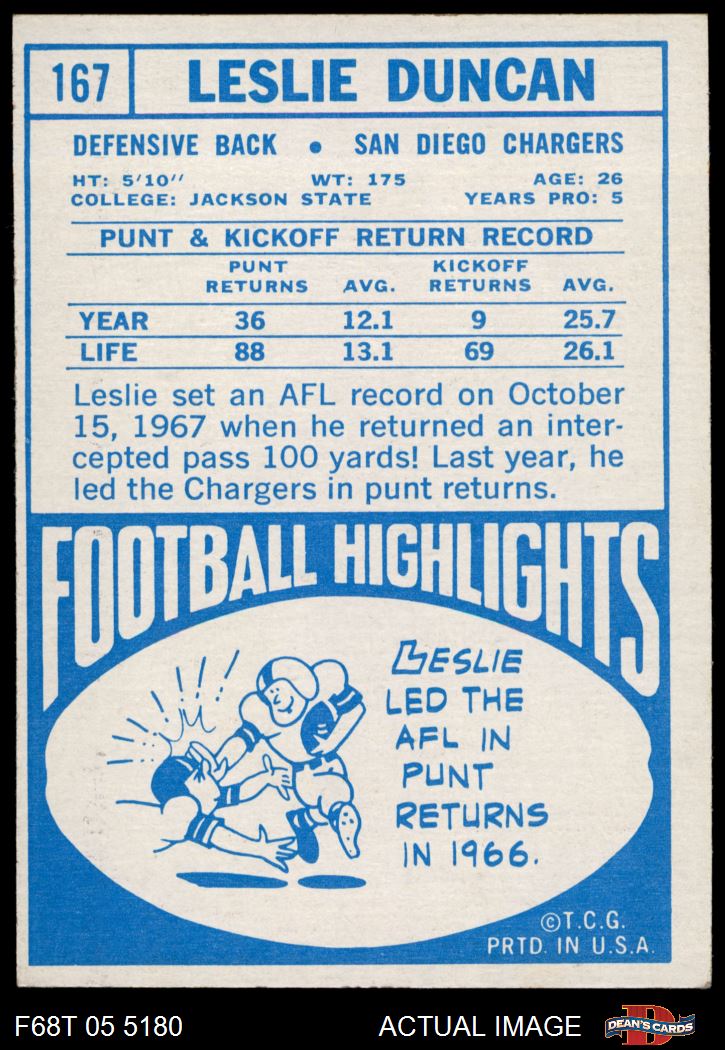 167 LESLIE DUNCAN
DEFENSIVE BACK • SAN DIEGO CHARGERS
HT: 5'10" WT: 175 AGE: 26
COLLEGE: JACKSON STATE YEARS PRO: 5
PUNT & KICKOFF RETURN RECORD
PUNT KICKOFF
RETURNS AVG. RETURNS AVG.
YEAR 36 12.1 9 25.7
LIFE 88 13.1 69 26.1
Leslie set an AFL record on October
15, 1967 when he returned an inter-
cepted pass 100 yards! Last year, he
led the Chargers in punt returns.
FOOTBALL HIGHLIGHTS
LESLIE
LED THE
AFL IN
PUNT
RETURNS
IN 1966.
©T.C.G.
PRTD. IN U.S.A.
F68T 05 5180 ACTUAL IMAGE DEAN'S CARDS